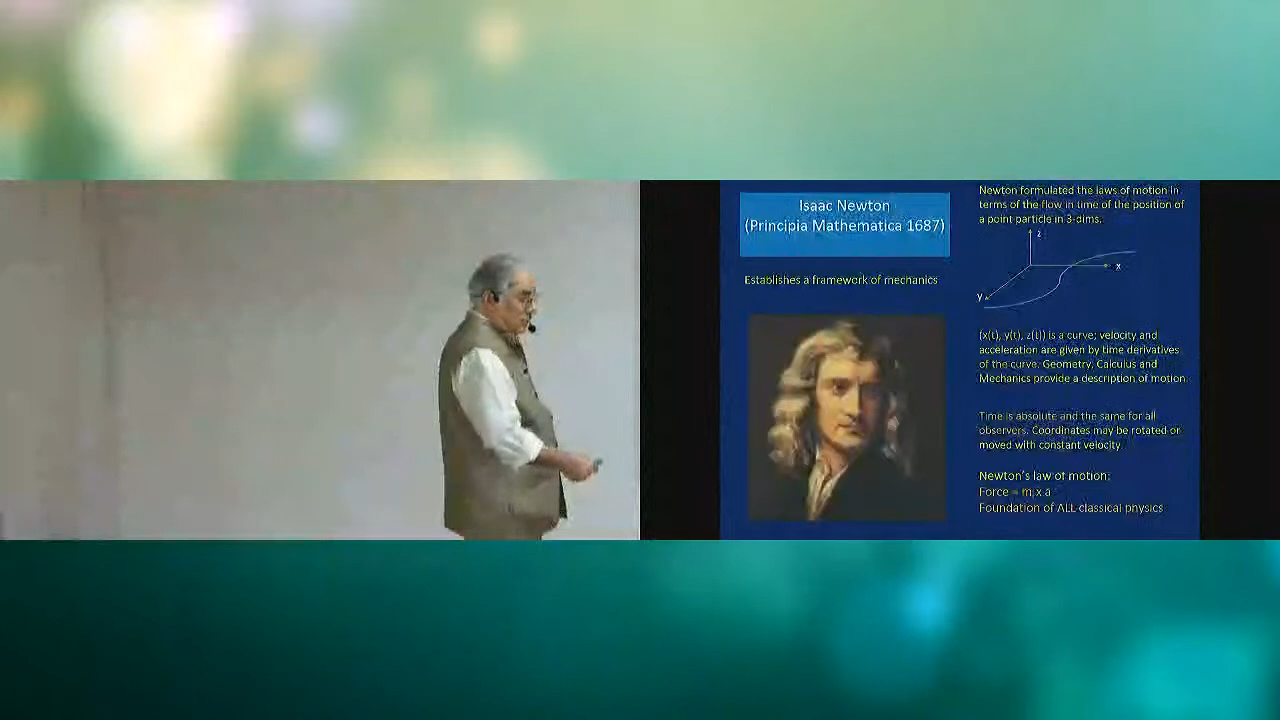 Isaac Newton
(Principia Mathematica 1687)
Establishes a framework of mechanics
Newton formulated the laws of motion in
terms of the flow in time of the position of
a point particle in 3-dims.
z
x
y
(x(t), y(t), z(t)) is a curve; velocity and
acceleration are given by time derivatives
of the curve. Geometry, Calculus and
Mechanics provide a description of motion
Time is absolute and the same for all
observers. Coordinates may be rotated or
moved with constant velocity
Newton's law of motion:
Force = m x a
Foundation of ALL classical physics